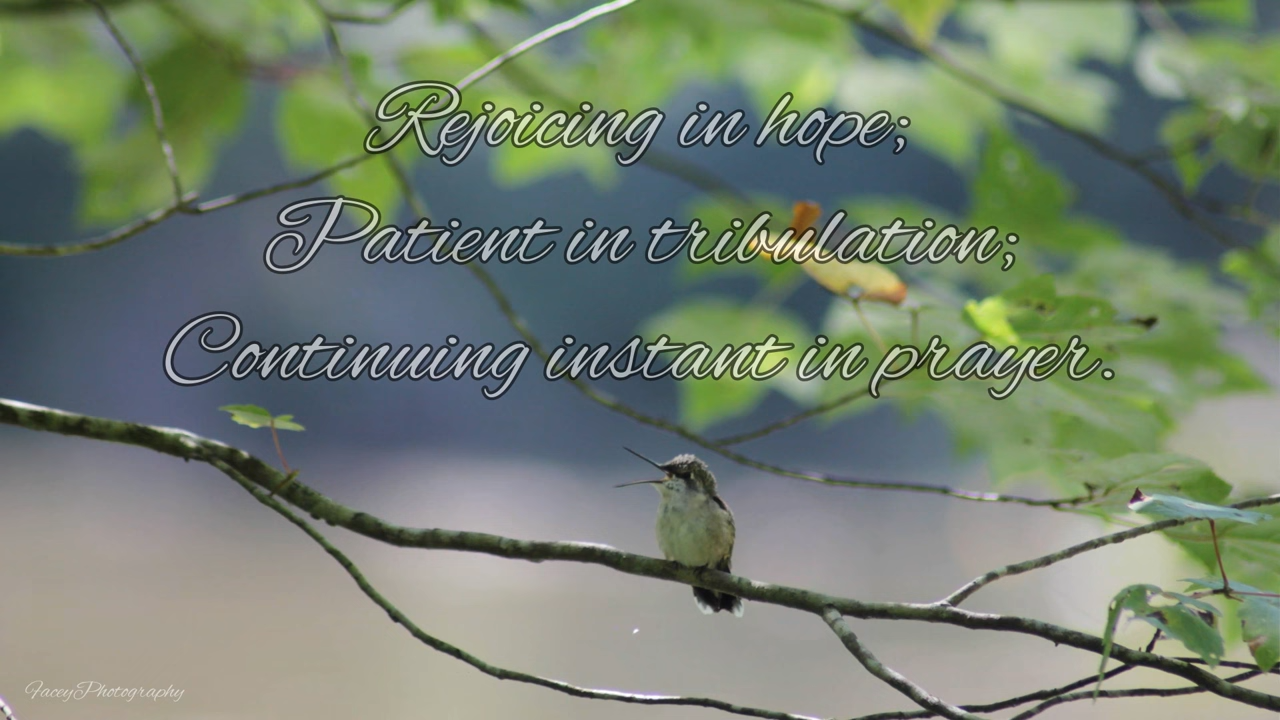 Rejoicing in hope;
Patient in tribulation;
Continuing instant in prayer.
FaceyPhotography